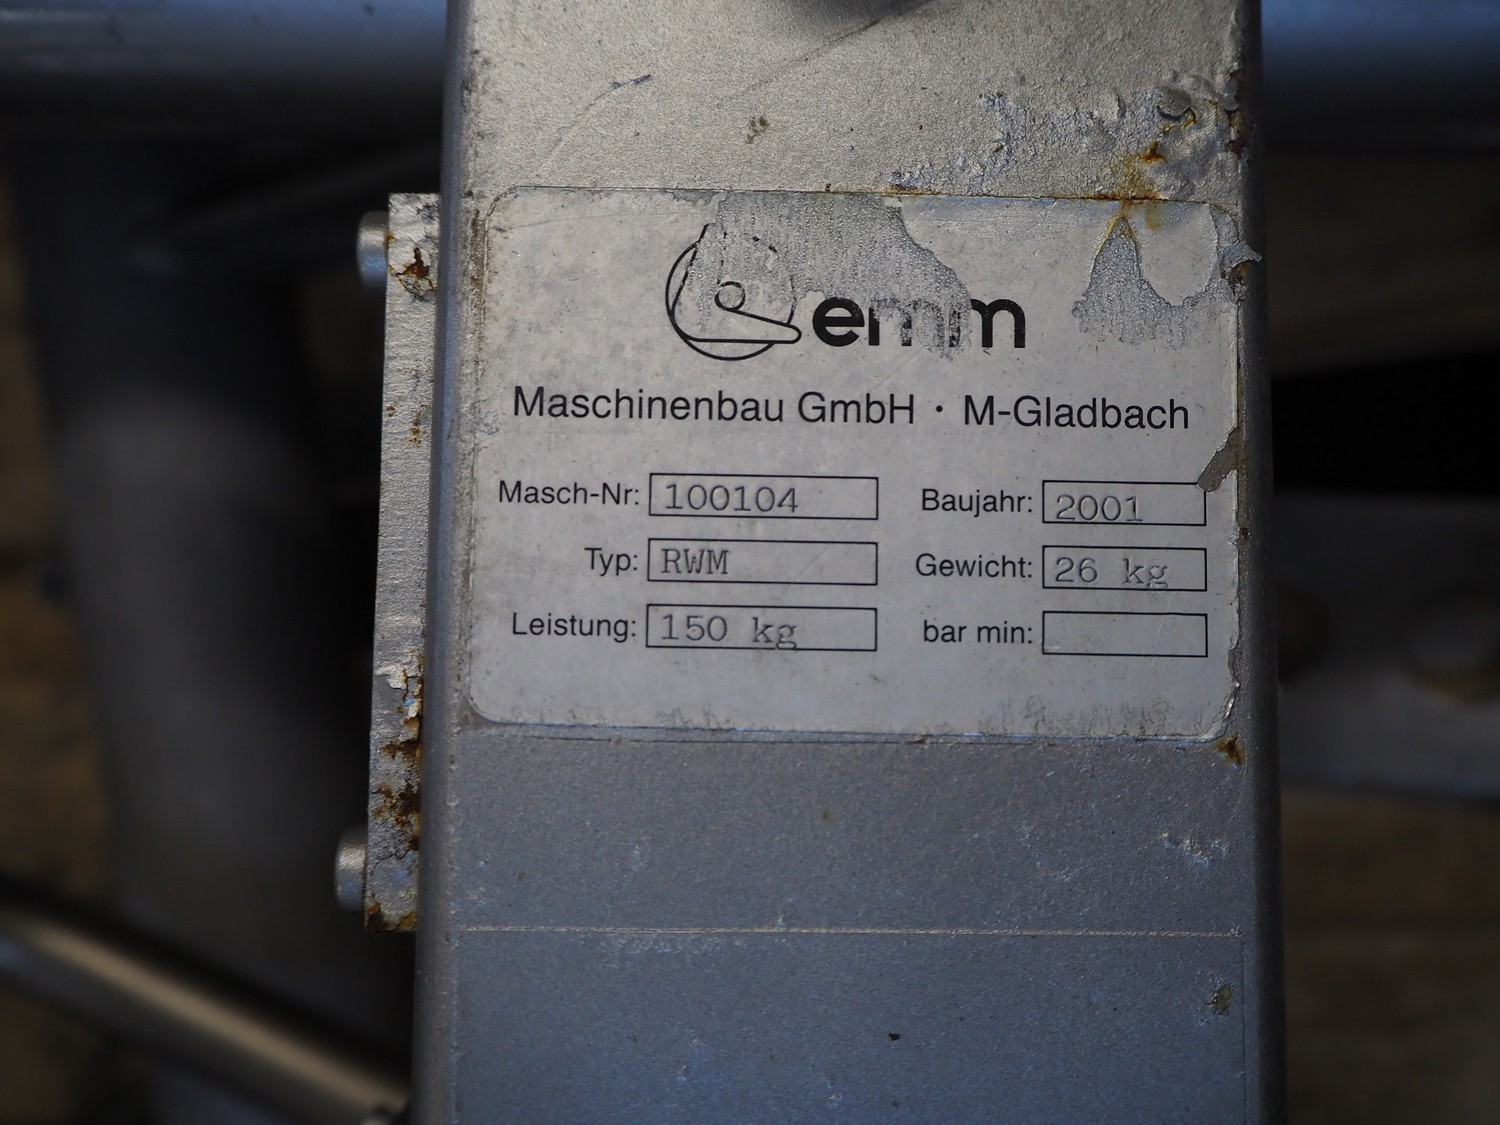 emm
Maschinenbau GmbH · M-Gladbach
Masch-Nr: 100104 Baujahr: 2001
Typ: RWM Gewicht: 26 kg
Leistung: 150 kg bar min: